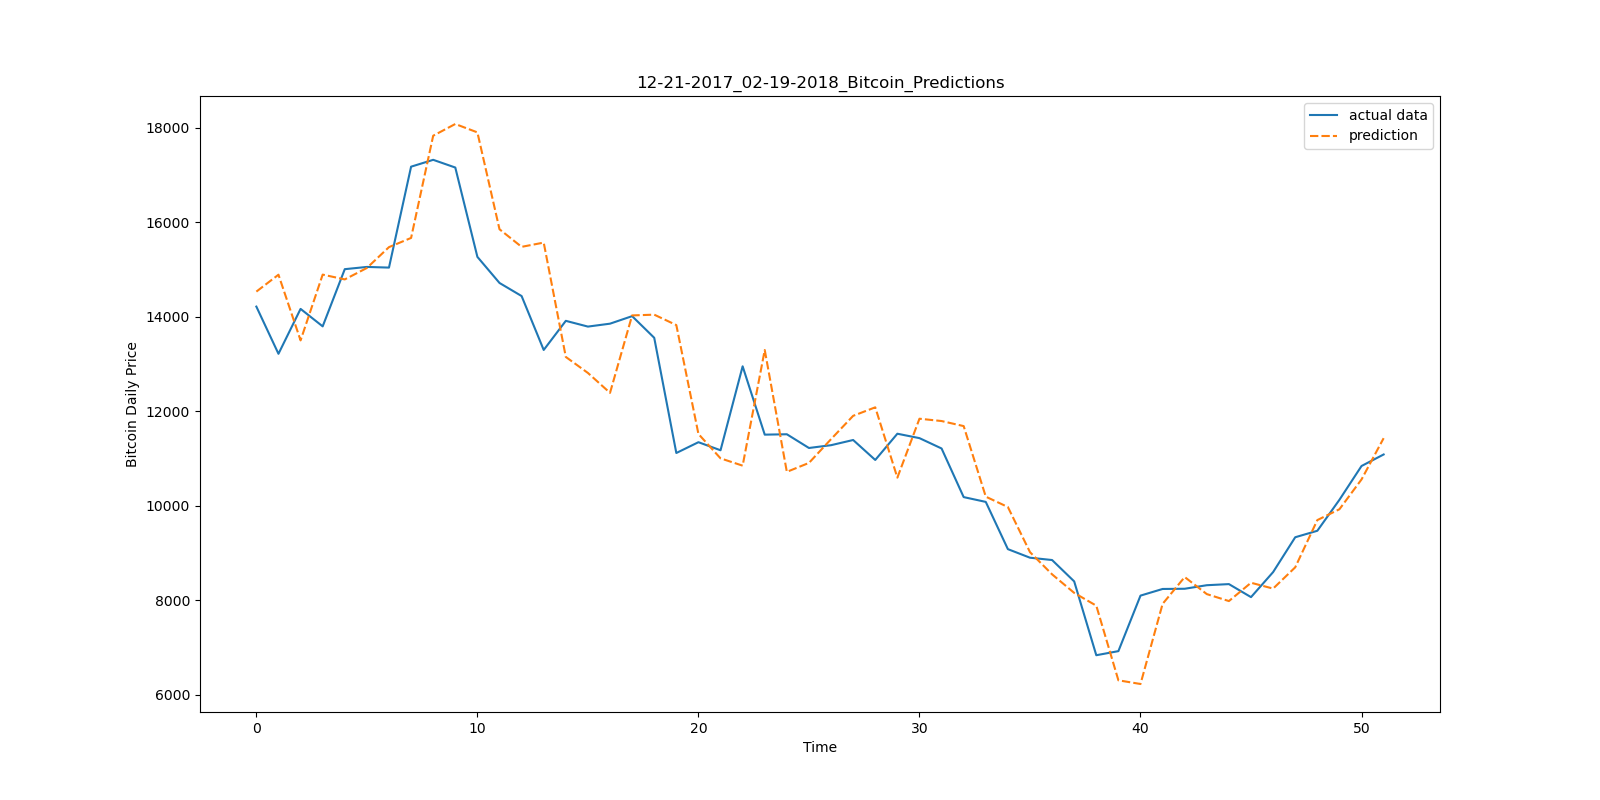 12-21-2017_02-19-2018_Bitcoin_Predictions
actual data
prediction
Bitcoin Daily Price
18000
16000
14000
12000
10000
8000
6000
0 10 20 30 40 50
Time